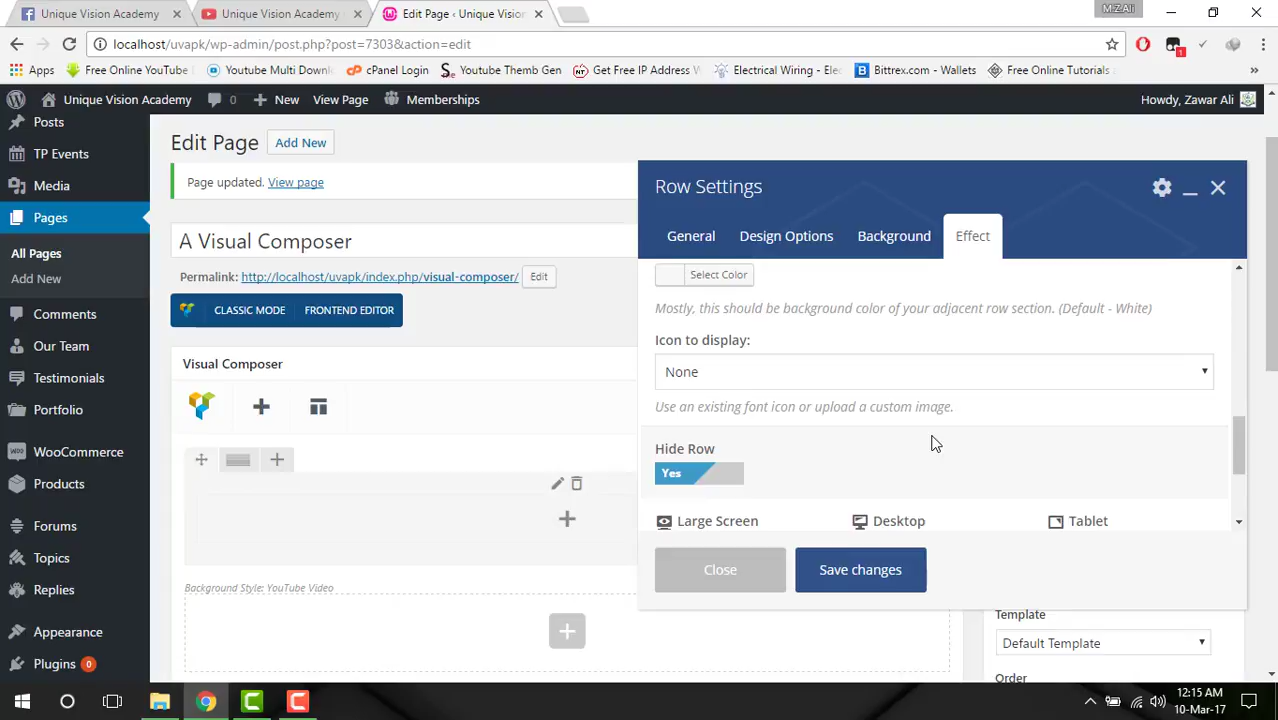 Unique Vision Academy
Unique Vision Academy
Edit Page ‹ Unique Vision
M.Z.Ali
localhost/uvapk/wp-admin/post.php?post=7303&action=edit
1
Apps
Free Online YouTube
Youtube Multi Down
cPanel Login
Youtube Themb Gen
Get Free IP Address
Electrical Wiring - Elec
Bittrex.com - Wallets
Free Online Tutorials
»
Unique Vision Academy
0
New
View Page
Memberships
Howdy, Zawar Ali
Posts
TP Events
Media
Pages
All Pages
Add New
Comments
Our Team
Testimonials
Portfolio
WooCommerce
Products
Forums
Topics
Replies
Appearance
Plugins 0
Edit Page
Add New
Page updated. View page
A Visual Composer
Permalink: http://localhost/uvapk/index.php/visual-composer/
Edit
CLASSIC MODE
FRONTEND EDITOR
Visual Composer
Background Style: YouTube Video
Row Settings
General
Design Options
Background
Effect
Select Color
Mostly, this should be background color of your adjacent row section. (Default - White)
Icon to display:
None
Use an existing font icon or upload a custom image.
Hide Row
Yes
Large Screen
Desktop
Tablet
Close
Save changes
Template
Default Template
Order
12:15 AM
10-Mar-17